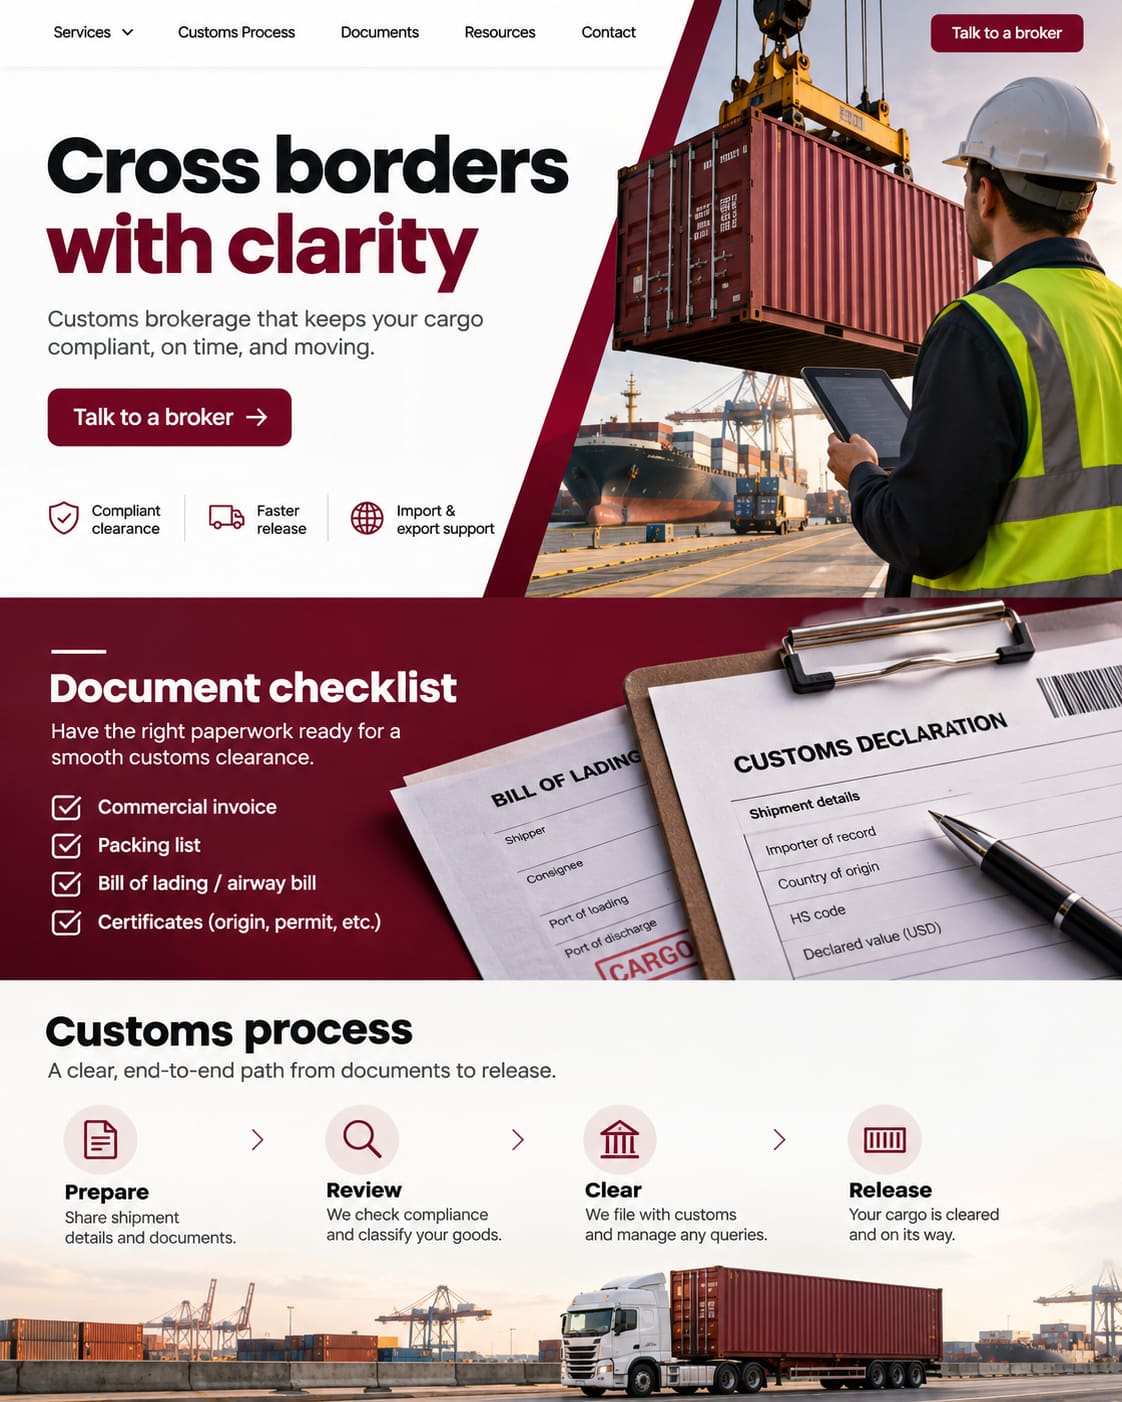 Services
Customs Process
Documents
Resources
Contact
Talk to a broker
Cross borders
with clarity
Customs brokerage that keeps your cargo
compliant, on time, and moving.
Talk to a broker
Compliant
clearance
Faster
release
Import &
export support
Document checklist
Have the right paperwork ready for a
smooth customs clearance.
Commercial invoice
Packing list
Bill of lading / airway bill
Certificates (origin, permit, etc.)
BILL OF LADING
Shipper
Consignee
Port of loading
Port of discharge
CARGO
CUSTOMS DECLARATION
Shipment details
Importer of record
Country of origin
HS code
Declared value (USD)
Customs process
A clear, end-to-end path from documents to release.
Prepare
Share shipment
details and documents.
Review
We check compliance
and classify your goods.
Clear
We file with customs
and manage any queries.
Release
Your cargo is cleared
and on its way.